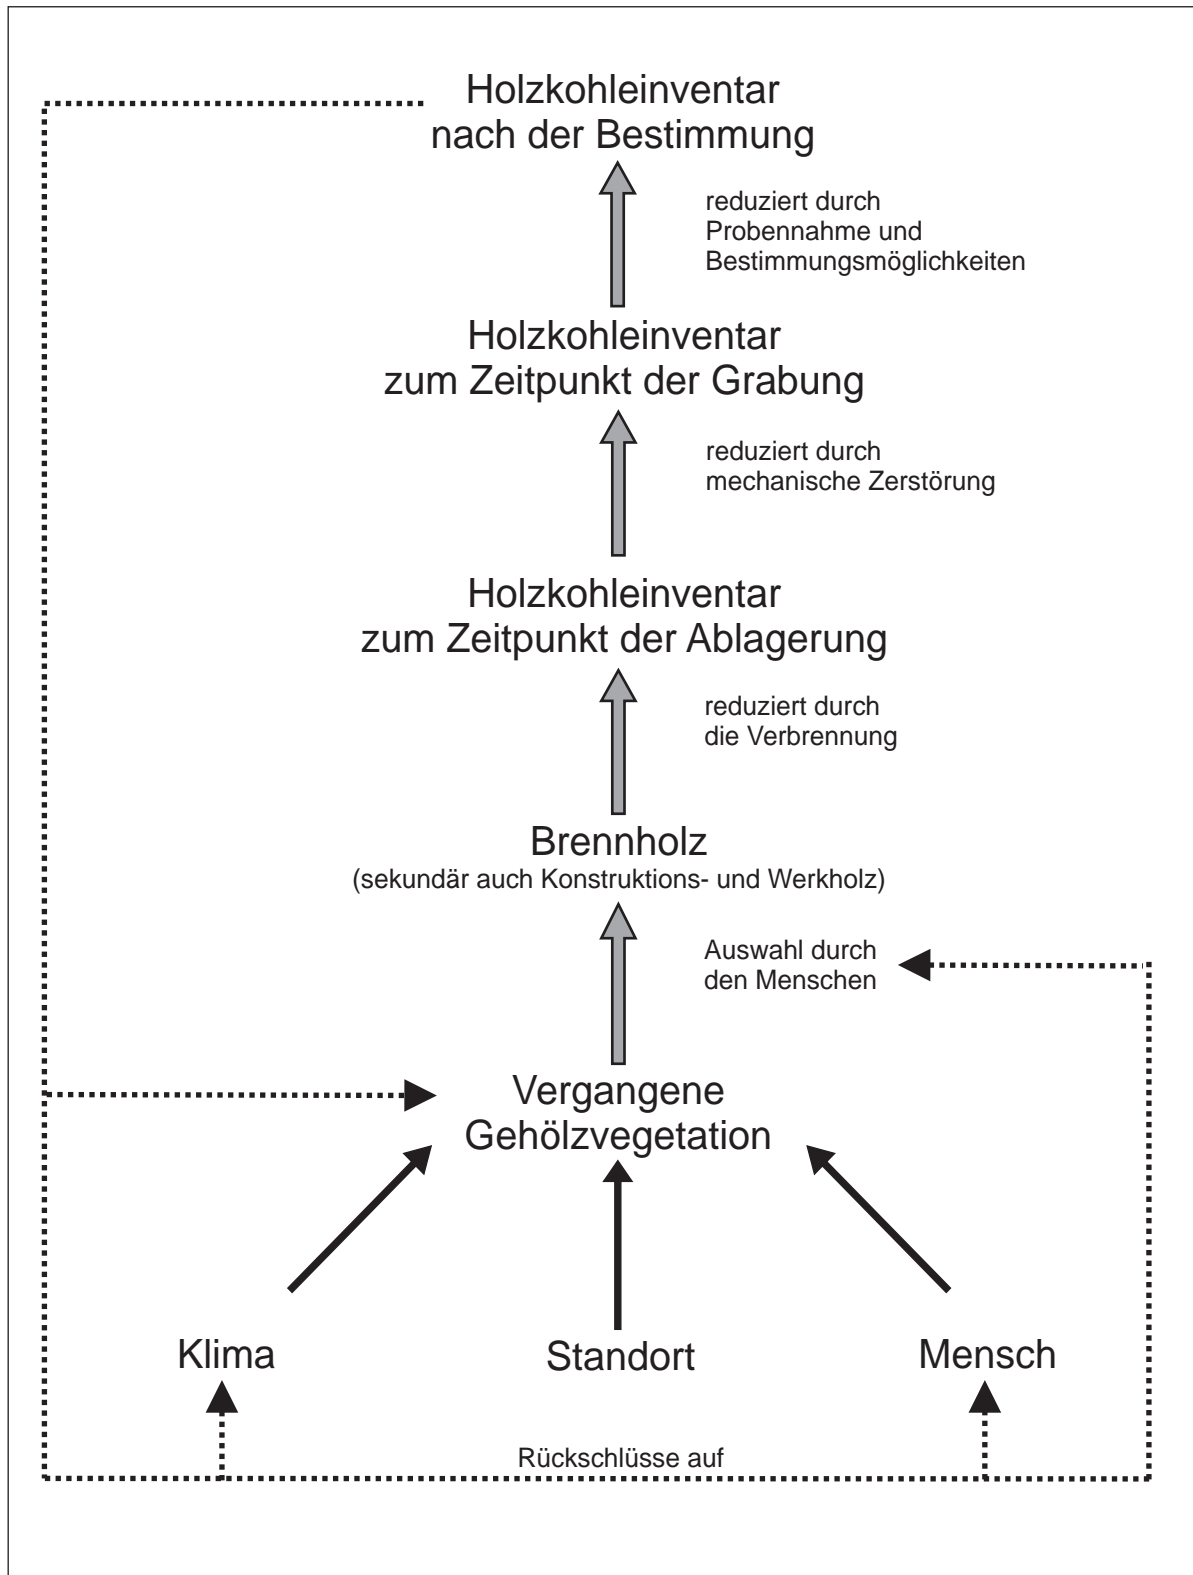 Holzkohleinventar
nach der Bestimmung
reduziert durch
Probennahme und
Bestimmungsmöglichkeiten
Holzkohleinventar
zum Zeitpunkt der Grabung
reduziert durch
mechanische Zerstörung
Holzkohleinventar
zum Zeitpunkt der Ablagerung
reduziert durch
die Verbrennung
Brennholz
(sekundär auch Konstruktions- und Werkholz)
Auswahl durch
den Menschen
Vergangene
Gehölzvegetation
Klima
Standort
Mensch
Rückschlüsse auf